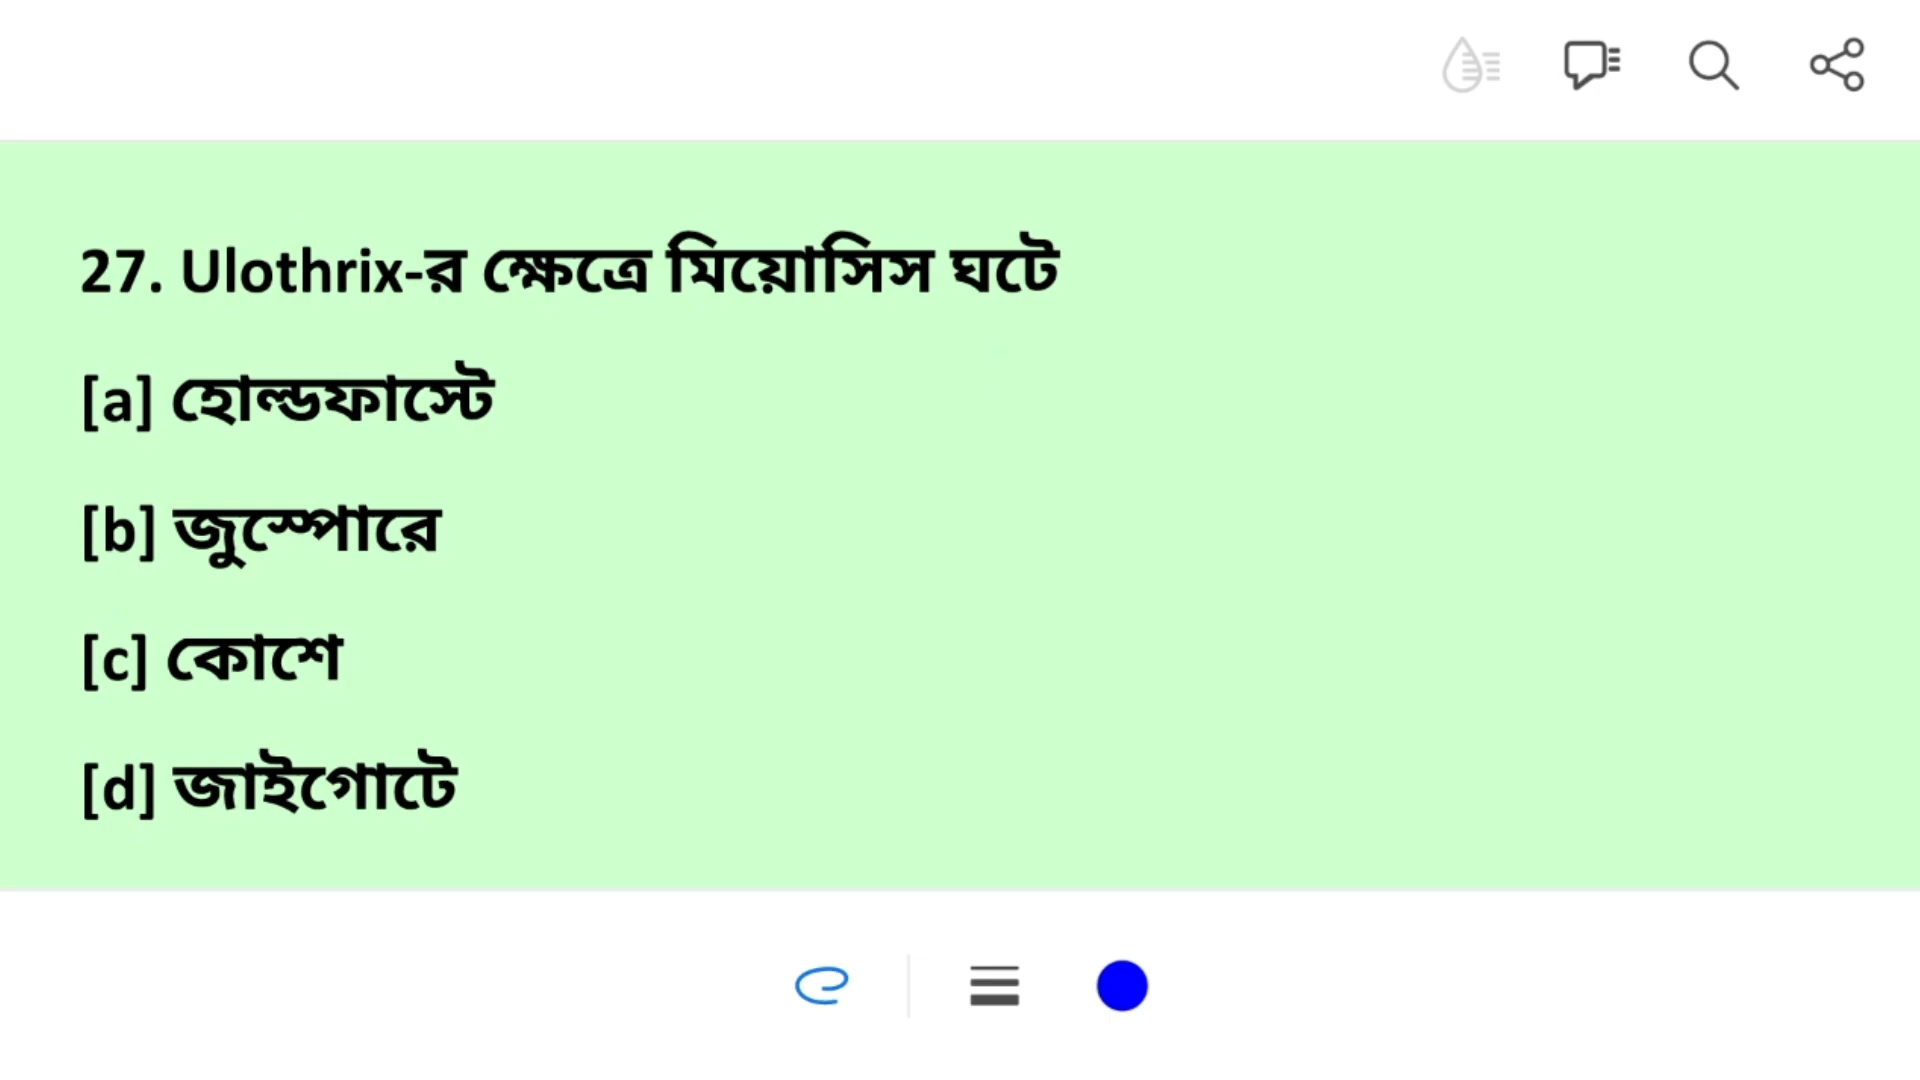 27. Ulothrix-র ক্ষেত্রে মিয়োসিস ঘটে
[a] হোল্ডফাস্টে
[b] জুস্পোরে
[c] কোশে
[d] জাইগোটে